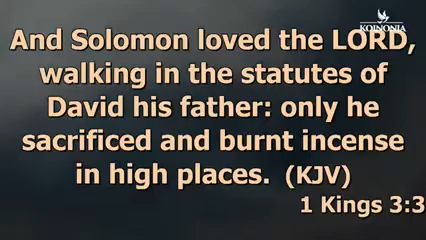 KOINONIA
And Solomon loved the LORD,
walking in the statutes of
David his father: only he
sacrificed and burnt incense
in high places. (KJV)
1 Kings 3:3